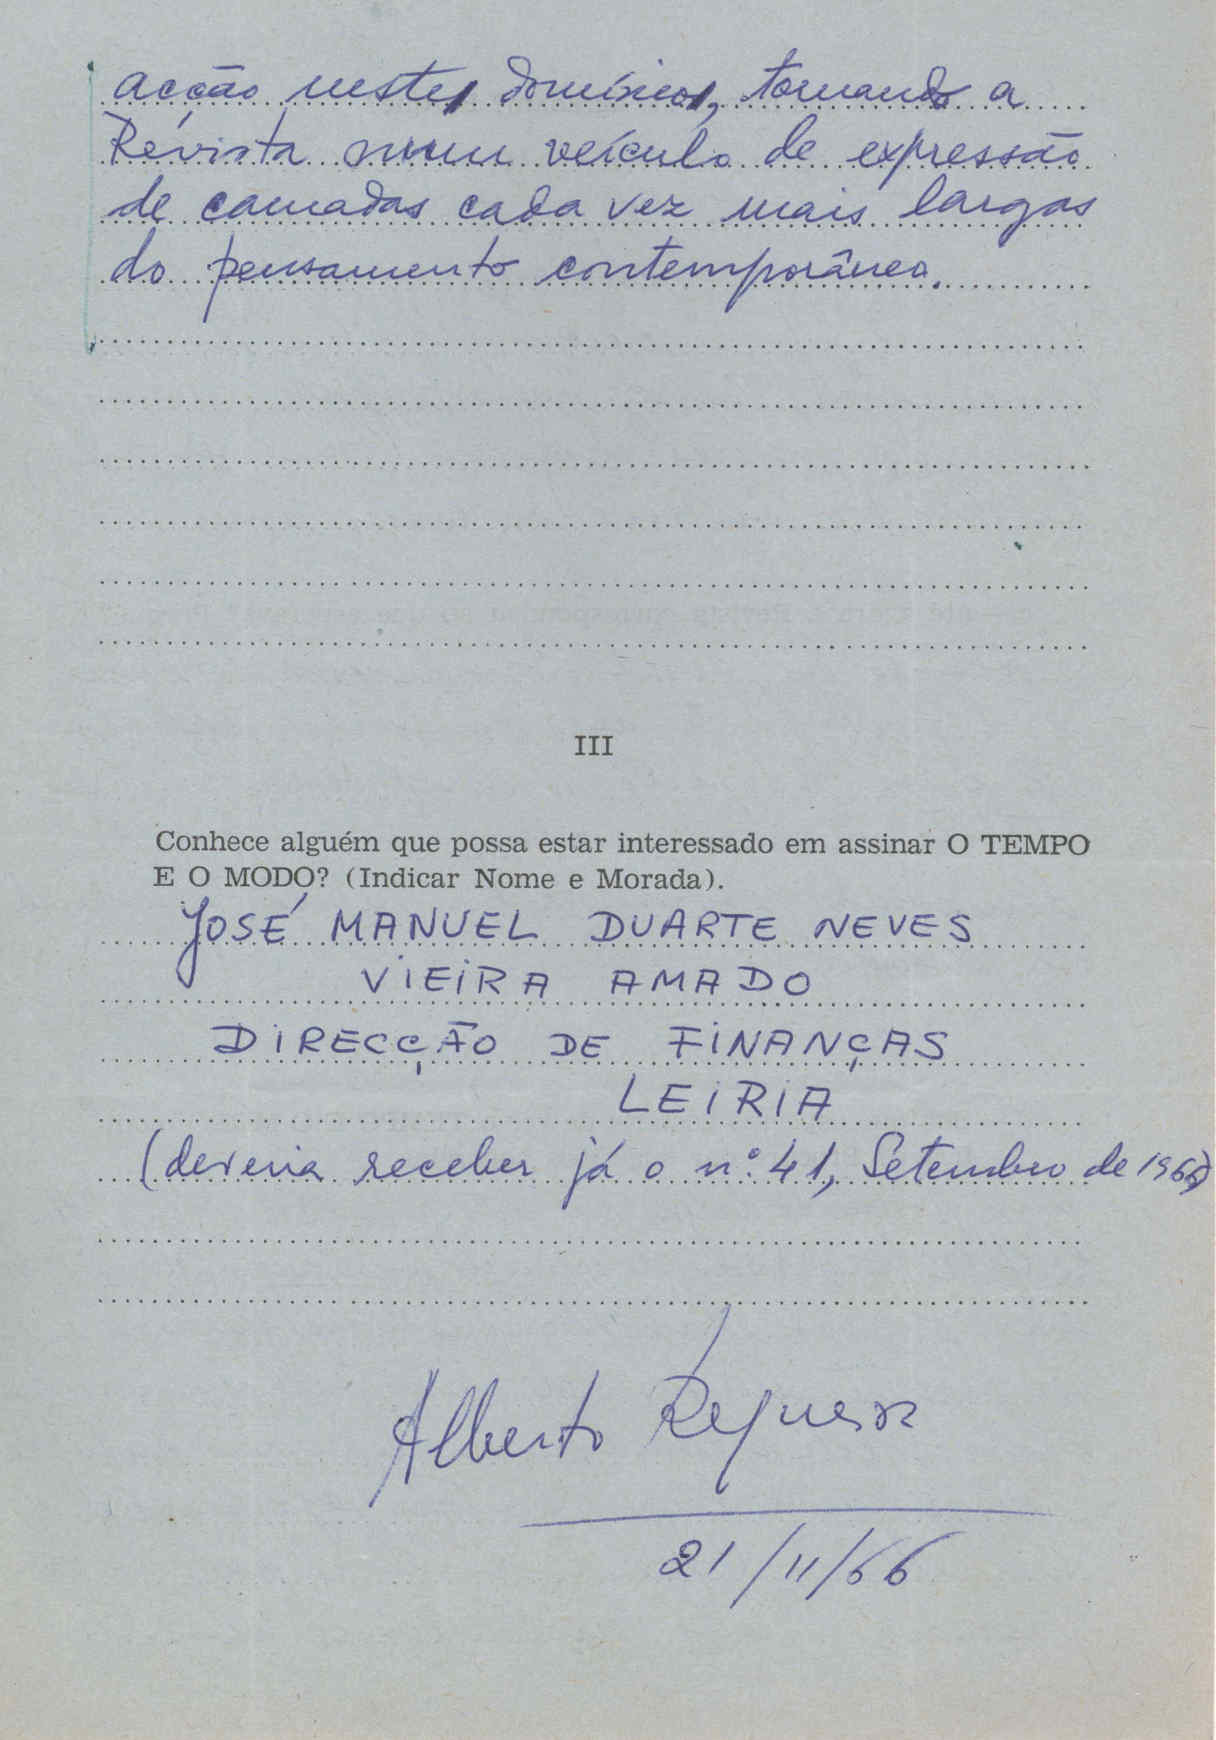 acção nestes domínios, tornando a
Revista num veículo de expressão
de camadas cada vez mais largas
do pensamento contemporâneo.
III
Conhece alguém que possa estar interessado em assinar O TEMPO
E O MODO? (Indicar Nome e Morada).
JOSÉ MANUEL DUARTE NEVES
VIEIRA AMADO
DIRECÇÃO DE FINANÇAS
LEIRIA
(deveria receber já o nº. 41, Setembro de 1966)
Alberto Regueira
21/11/66